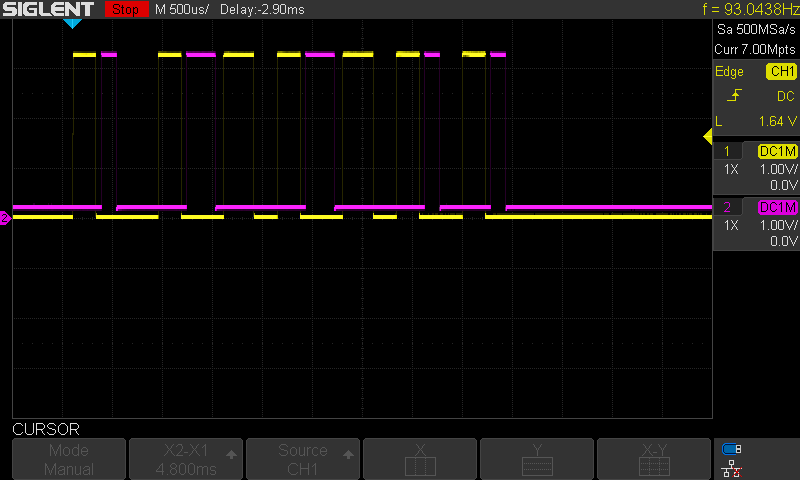 SIGLENT Stop M 500us/ Delay:-2.90ms f = 93.0438Hz
Sa 500MSa/s
Curr 7.00Mpts
Edge CH1
DC
L 1.64 V
1 DC1M
1X 1.00V/
0.0V
2 DC1M
1X 1.00V/
0.0V
2
CURSOR
Mode
Manual
X2-X1
4.800ms
Source
CH1
X
Y
X-Y